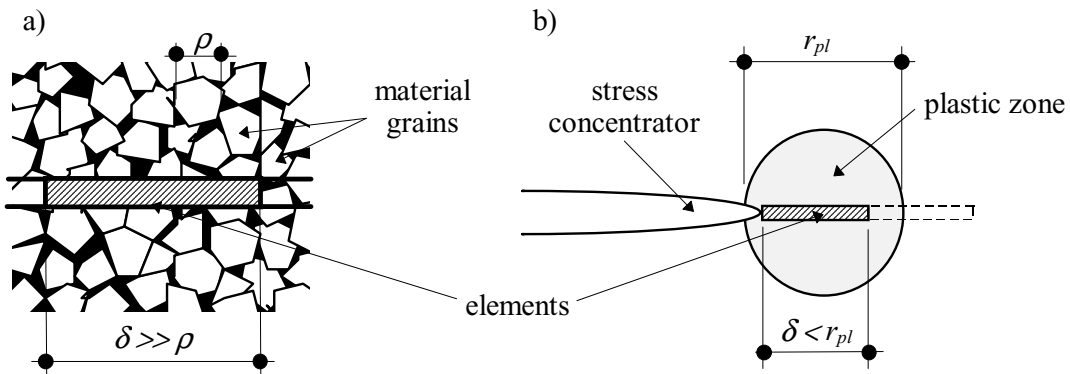 a)
ρ
material
grains
δ >> ρ
elements
b)
r_pl
stress
concentrator
plastic zone
δ < r_pl